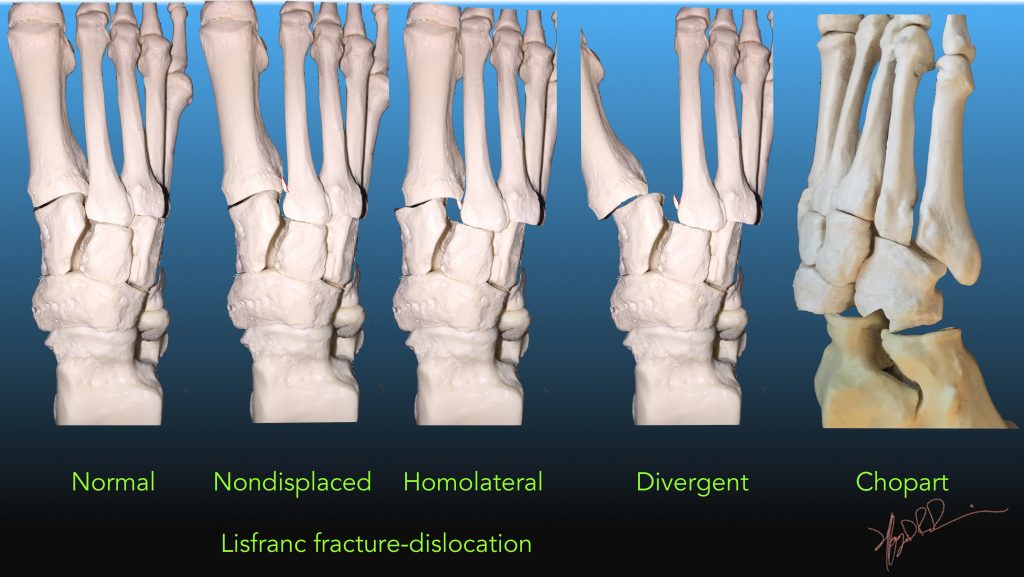 Normal
Nondisplaced
Homolateral
Divergent
Chopart
Lisfranc fracture-dislocation